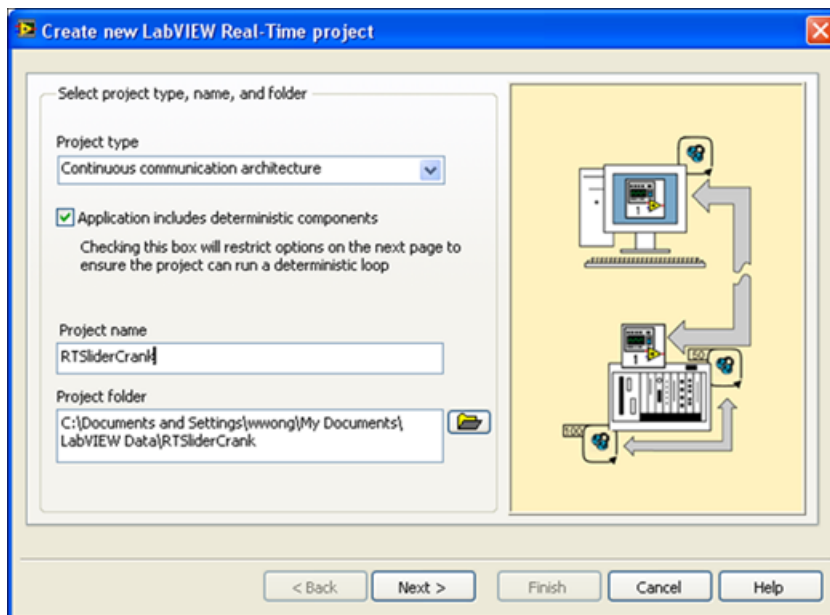 Create new LabVIEW Real-Time project
Select project type, name, and folder
Project type
Continuous communication architecture
Application includes deterministic components
Checking this box will restrict options on the next page to
ensure the project can run a deterministic loop
Project name
RTSliderCrank
Project folder
C:\Documents and Settings\wwong\My Documents\
LabVIEW Data\RTSliderCrank
1
1
50
100
< Back
Next >
Finish
Cancel
Help